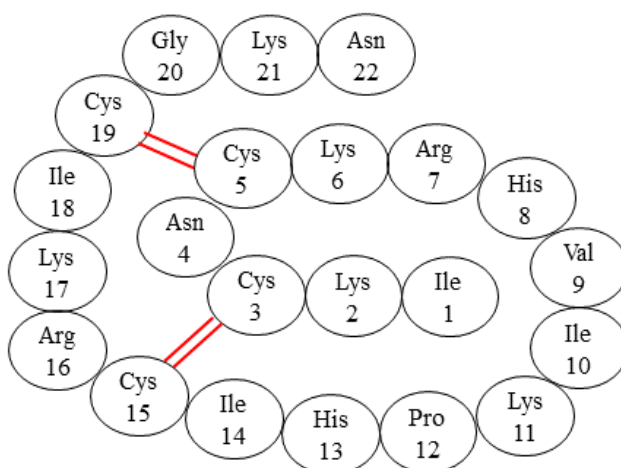 Gly
20
Lys
21
Asn
22
Cys
19
Cys
5
Lys
6
Arg
7
His
8
Ile
18
Asn
4
Val
9
Lys
17
Cys
3
Lys
2
Ile
1
Ile
10
Arg
16
Cys
15
Ile
14
His
13
Pro
12
Lys
11